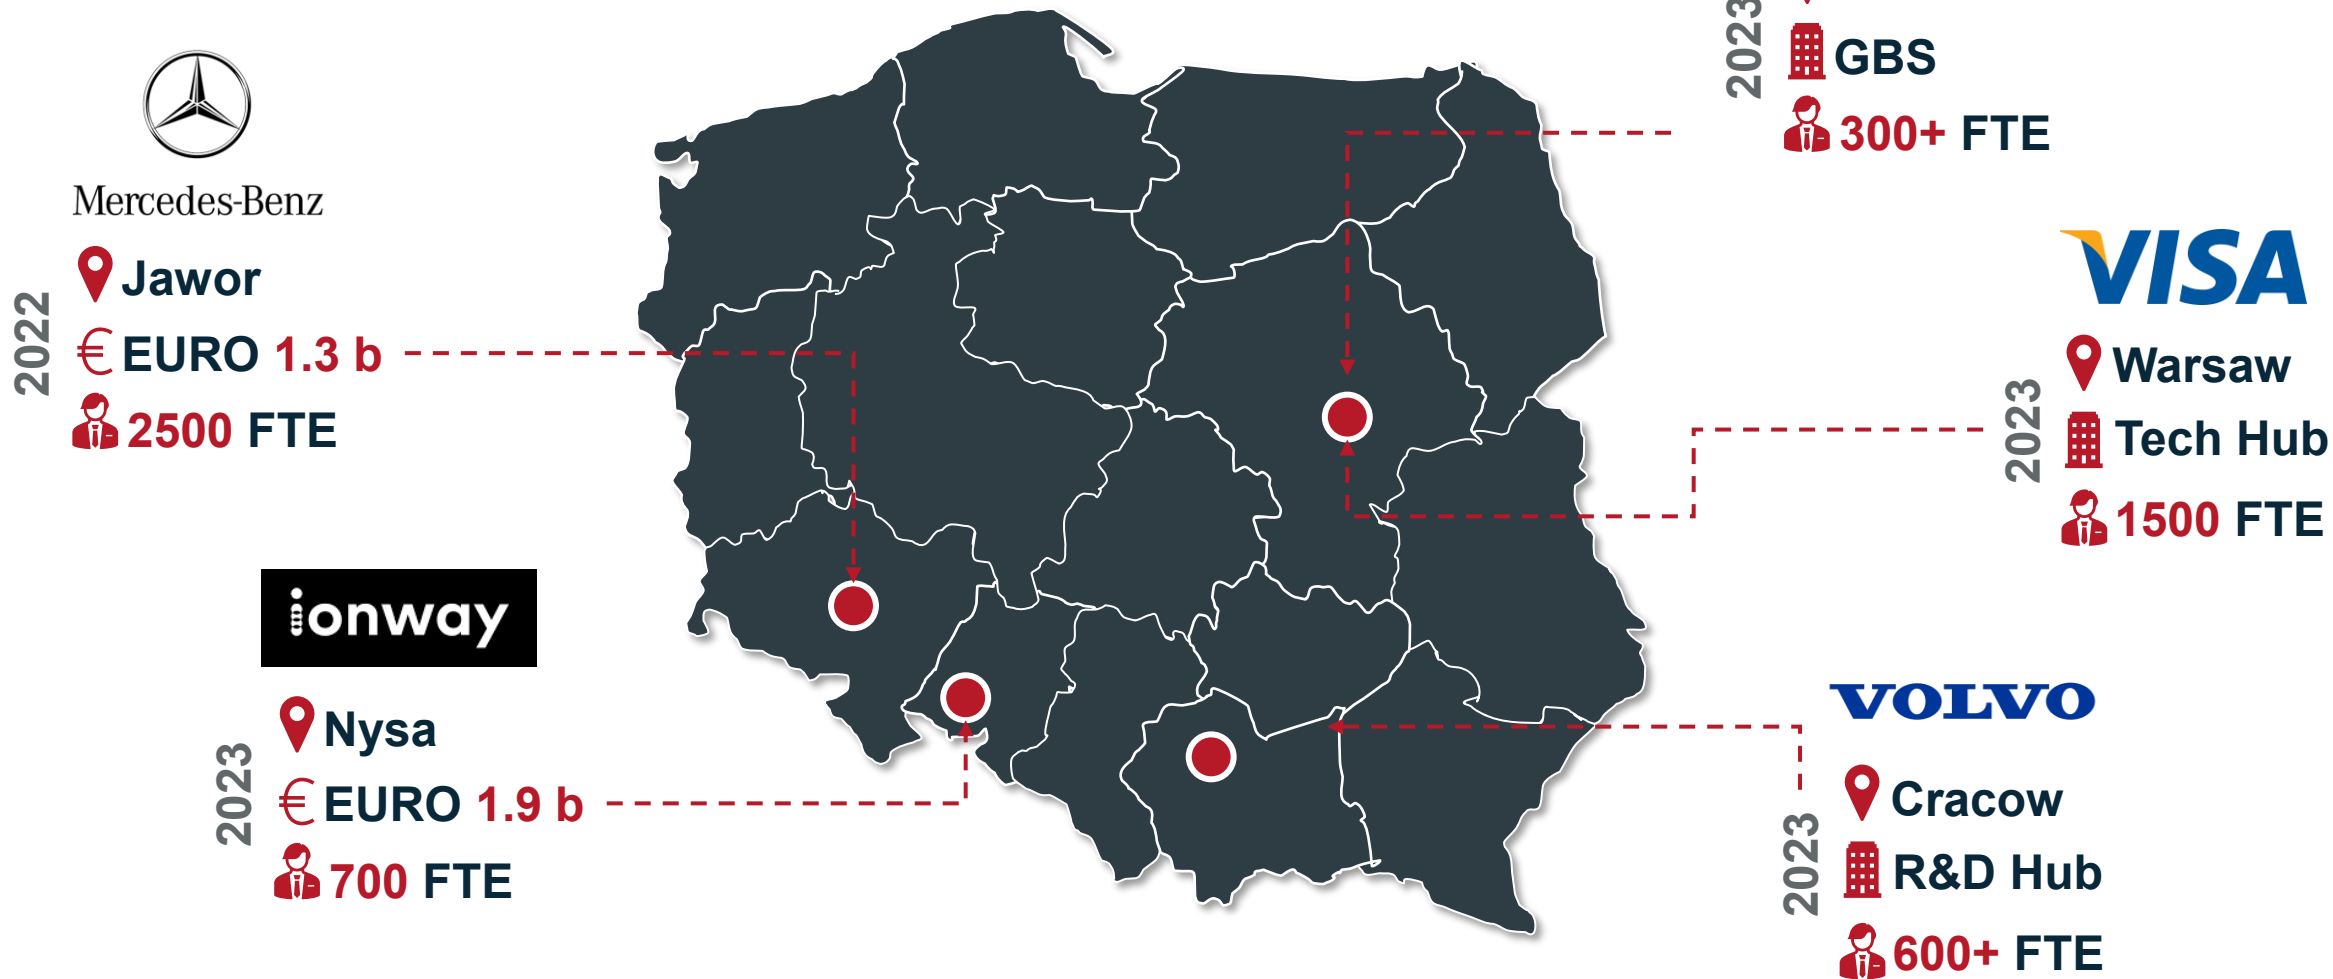 Mercedes-Benz
2022
Jawor
€ EURO 1.3 b
2500 FTE
ionway
2023
Nysa
€ EURO 1.9 b
700 FTE
2023
GBS
300+ FTE
VISA
2023
Warsaw
Tech Hub
1500 FTE
VOLVO
2023
Cracow
R&D Hub
600+ FTE